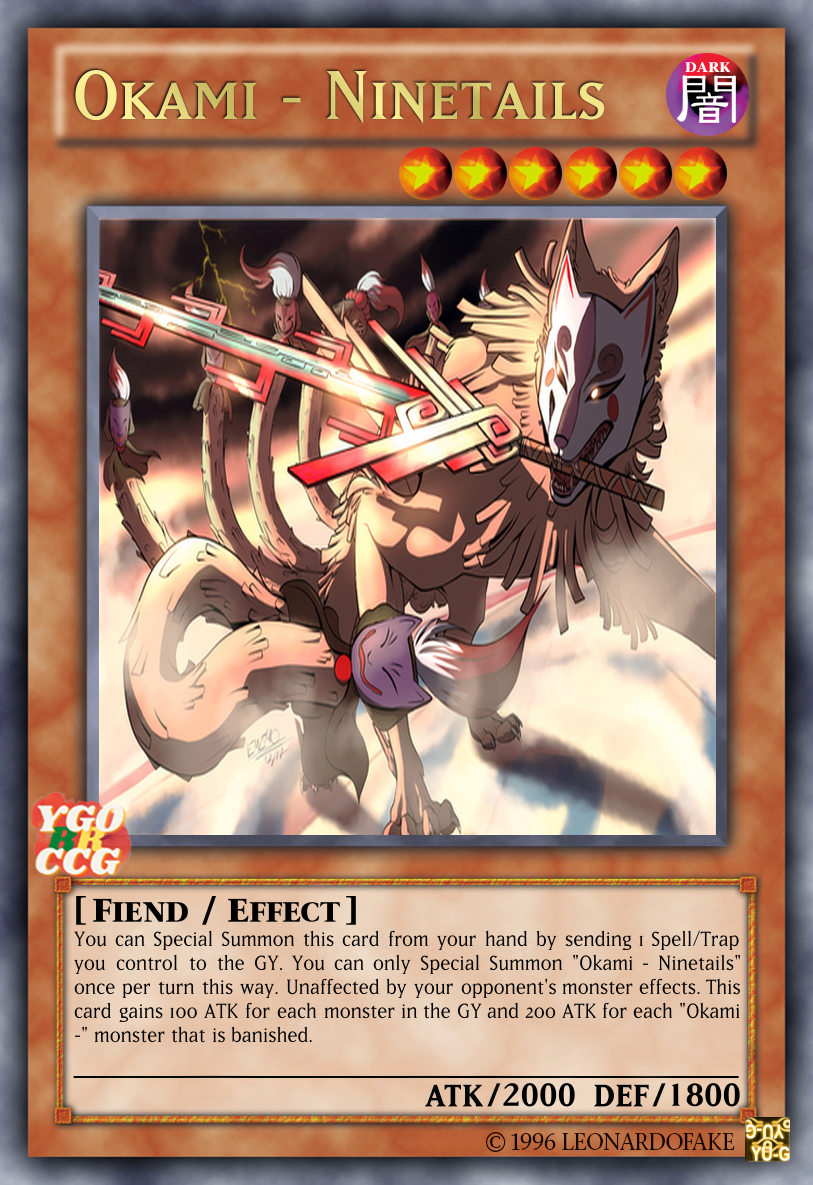 Okami - Ninetails
DARK
闇
YGO
BR
CCG
[ Fiend / Effect ]
You can Special Summon this card from your hand by sending 1 Spell/Trap
you control to the GY. You can only Special Summon "Okami - Ninetails"
once per turn this way. Unaffected by your opponent's monster effects. This
card gains 100 ATK for each monster in the GY and 200 ATK for each "Okami
-" monster that is banished.
ATK/2000 DEF/1800
© 1996 LEONARDOFAKE